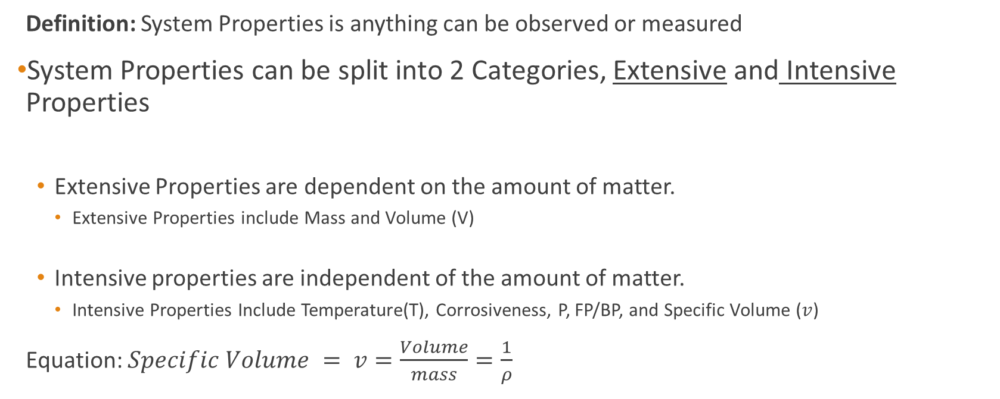 Definition: System Properties is anything can be observed or measured
•System Properties can be split into 2 Categories, Extensive and Intensive
Properties
• Extensive Properties are dependent on the amount of matter.
• Extensive Properties include Mass and Volume (V)
• Intensive properties are independent of the amount of matter.
• Intensive Properties Include Temperature(T), Corrosiveness, P, FP/BP, and Specific Volume (𝑣)
Equation: 𝑆𝑝𝑒𝑐𝑖𝑓𝑖𝑐 𝑉𝑜𝑙𝑢𝑚𝑒 = 𝑣 = 𝑉𝑜𝑙𝑢𝑚𝑒/𝑚𝑎𝑠𝑠 = 1/𝜌